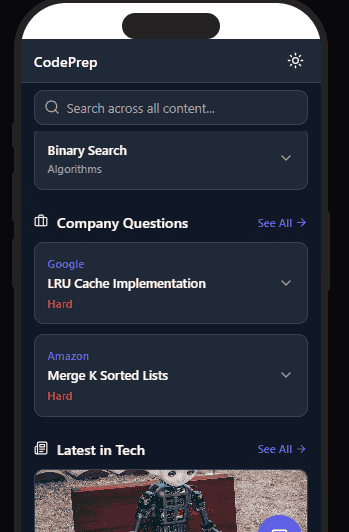 CodePrep
Search across all content...
Binary Search
Algorithms
Company Questions
See All →
Google
LRU Cache Implementation
Hard
Amazon
Merge K Sorted Lists
Hard
Latest in Tech
See All →